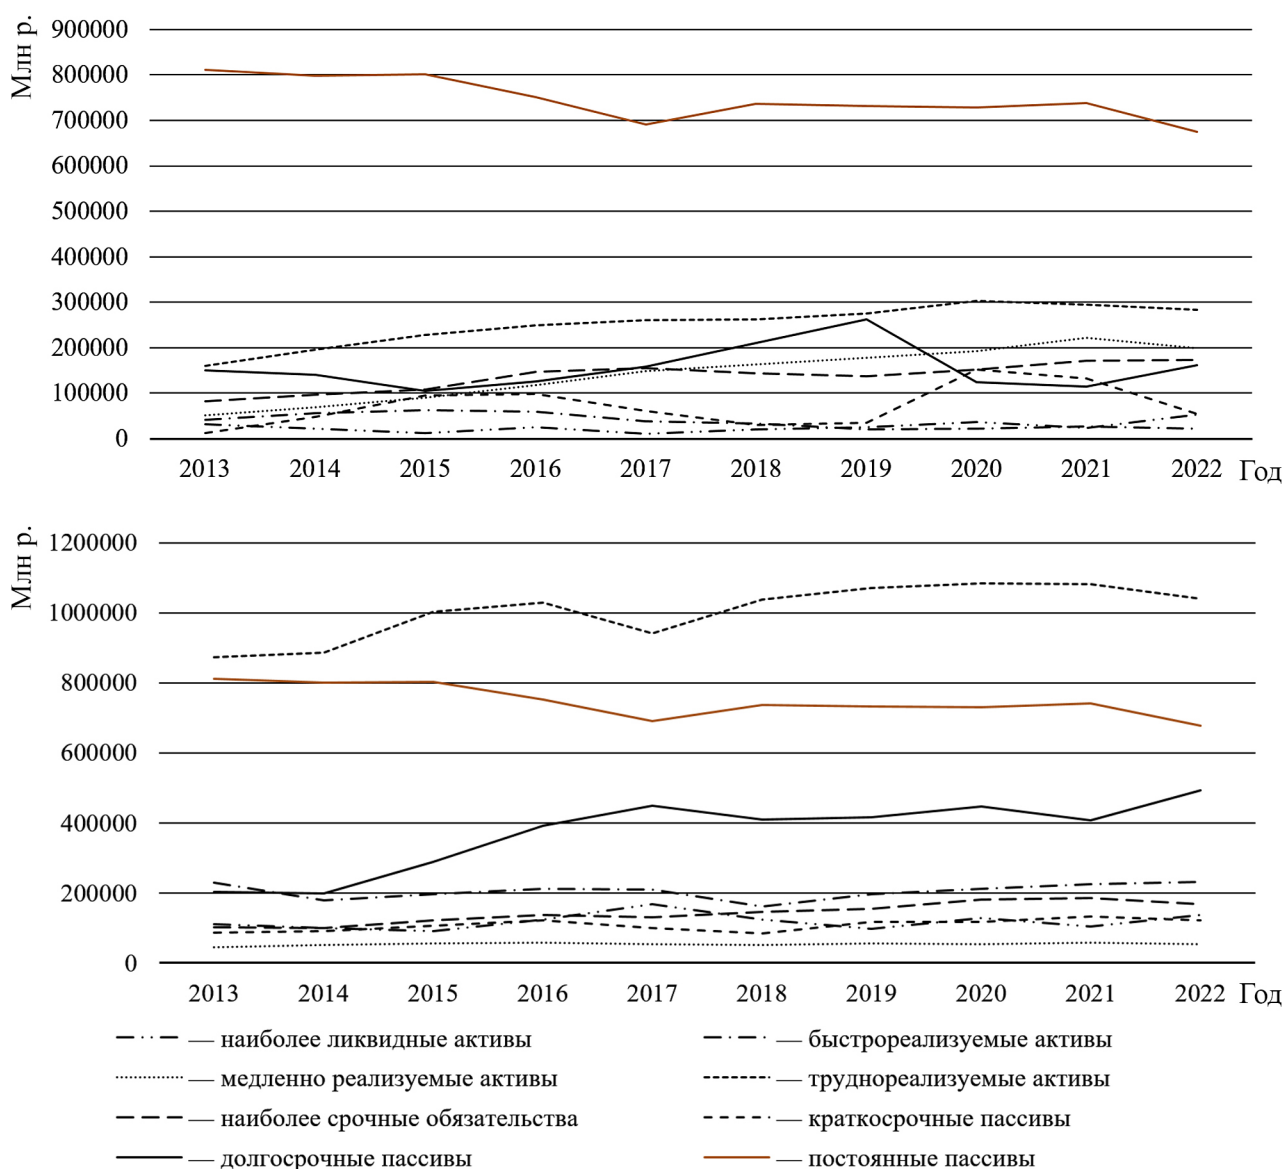 Млн р.
900000
800000
700000
600000
500000
400000
300000
200000
100000
0
2013 2014 2015 2016 2017 2018 2019 2020 2021 2022 Год
Млн р.
1200000
1000000
800000
600000
400000
200000
0
2013 2014 2015 2016 2017 2018 2019 2020 2021 2022 Год
— наиболее ликвидные активы — быстрореализуемые активы
— медленно реализуемые активы — труднореализуемые активы
— наиболее срочные обязательства — краткосрочные пассивы
— долгосрочные пассивы — постоянные пассивы